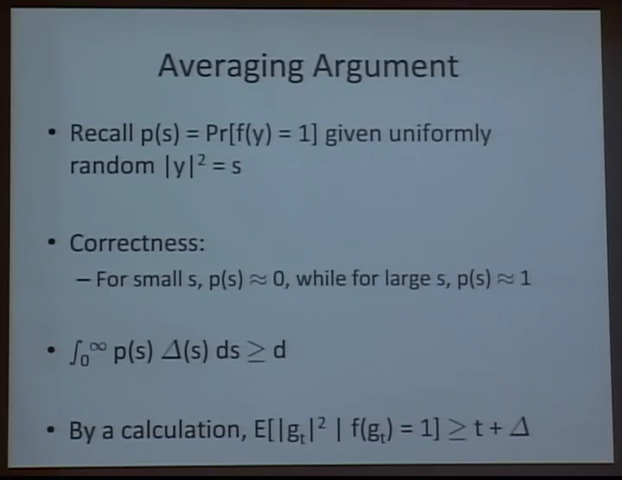 Averaging Argument
• Recall p(s) = Pr[f(y) = 1] given uniformly
random |y|² = s
• Correctness:
– For small s, p(s) ≈ 0, while for large s, p(s) ≈ 1
• ∫₀^∞ p(s) Δ(s) ds ≥ d
• By a calculation, E[|gₜ|² | f(gₜ) = 1] ≥ t + Δ